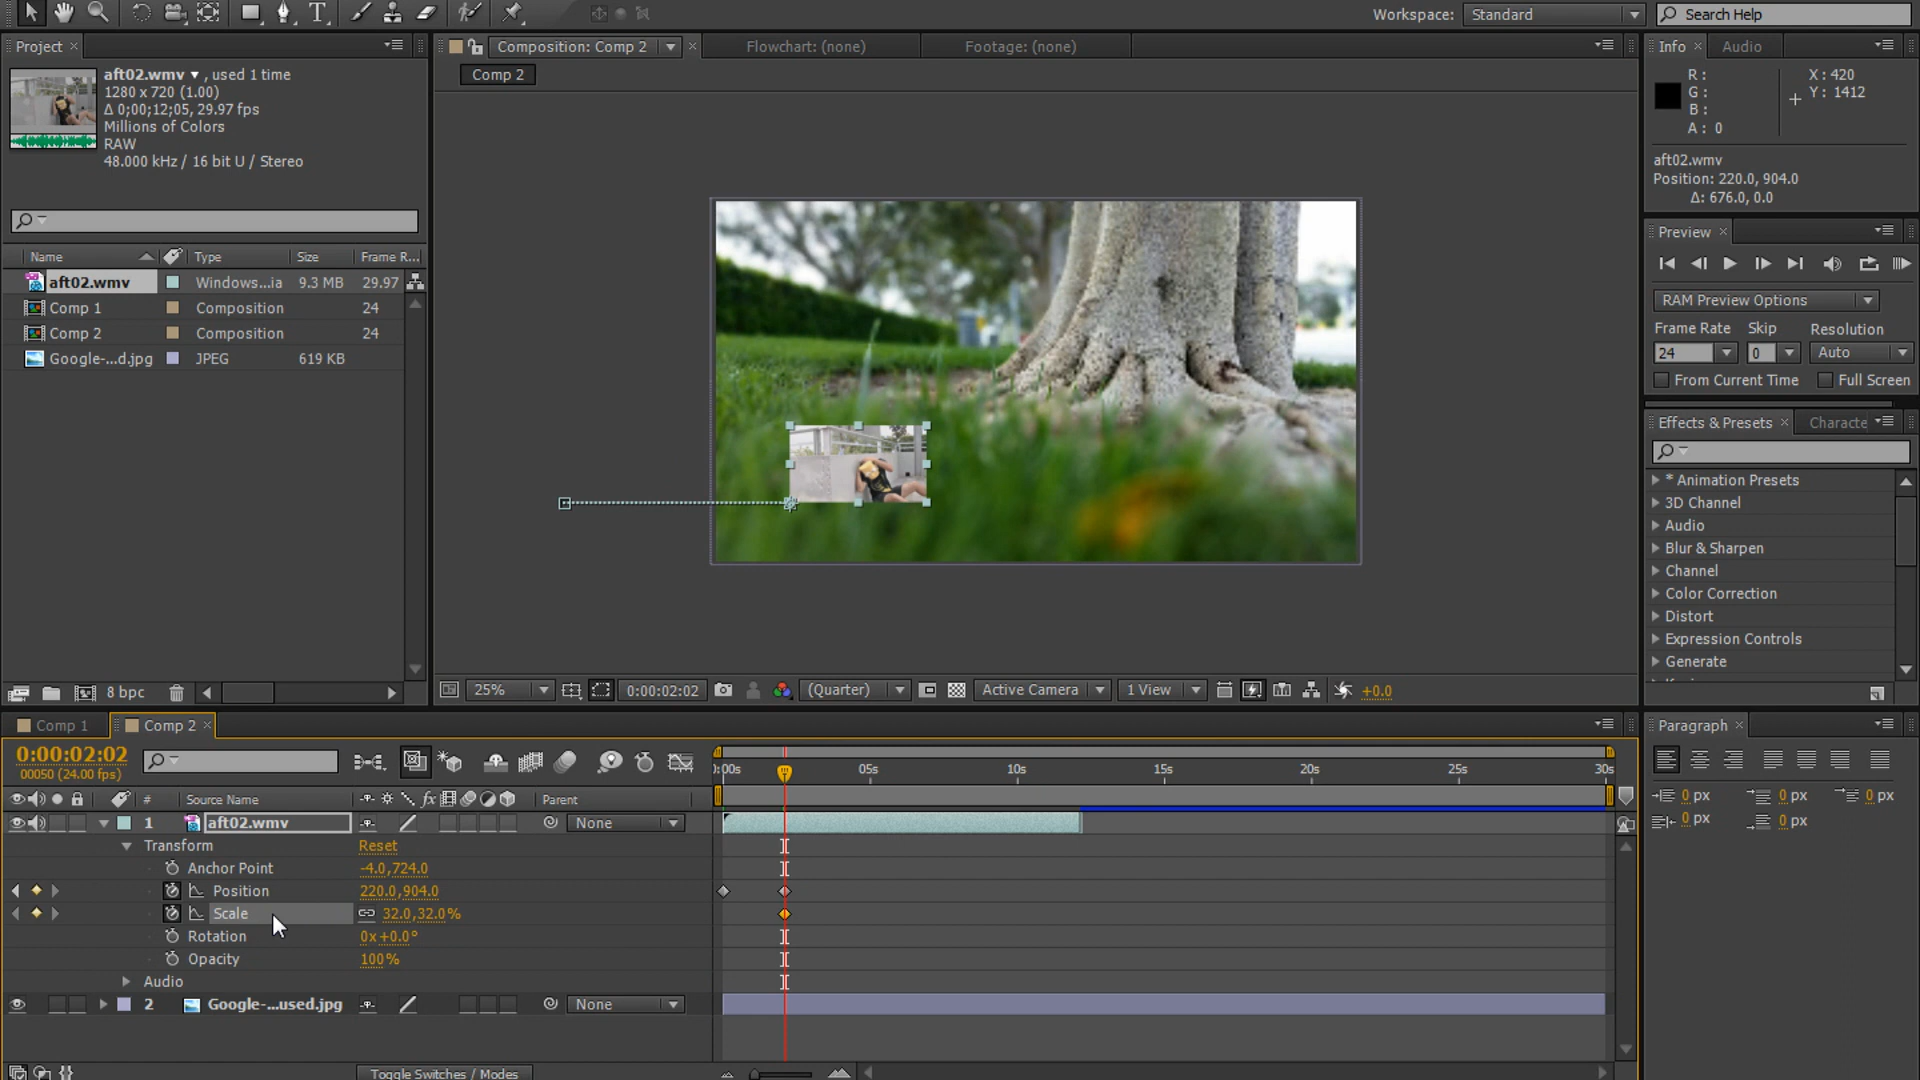 Workspace: Standard
Search Help
Project
aft02.wmv ▾ , used 1 time
1280 x 720 (1.00)
Δ 0;00;12;05, 29.97 fps
Millions of Colors
RAW
48.000 kHz / 16 bit U / Stereo
Name Type Size Frame R...
aft02.wmv Windows...ia 9.3 MB 29.97
Comp 1 Composition 24
Comp 2 Composition 24
Google-...d.jpg JPEG 619 KB
8 bpc
Composition: Comp 2 Flowchart: (none) Footage: (none)
Comp 2
25% 0:00:02:02 (Quarter) Active Camera 1 View +0.0
Info Audio
R :
G :
B :
A : 0
X : 420
Y : 1412
aft02.wmv
Position: 220.0, 904.0
Δ: 676.0, 0.0
Preview
RAM Preview Options
Frame Rate Skip Resolution
24 0 Auto
From Current Time Full Screen
Effects & Presets Characte
* Animation Presets
3D Channel
Audio
Blur & Sharpen
Channel
Color Correction
Distort
Expression Controls
Generate
Comp 1 Comp 2
0:00:02:02
00050 (24.00 fps)
):00s 05s 10s 15s 20s 25s 30s
# Source Name fx Parent
1 aft02.wmv None
Transform Reset
Anchor Point -4.0,724.0
Position 220.0,904.0
Scale 32.0,32.0%
Rotation 0x+0.0°
Opacity 100%
Audio
2 Google-...used.jpg None
Toggle Switches / Modes
Paragraph
0 px 0 px 0 px
0 px 0 px